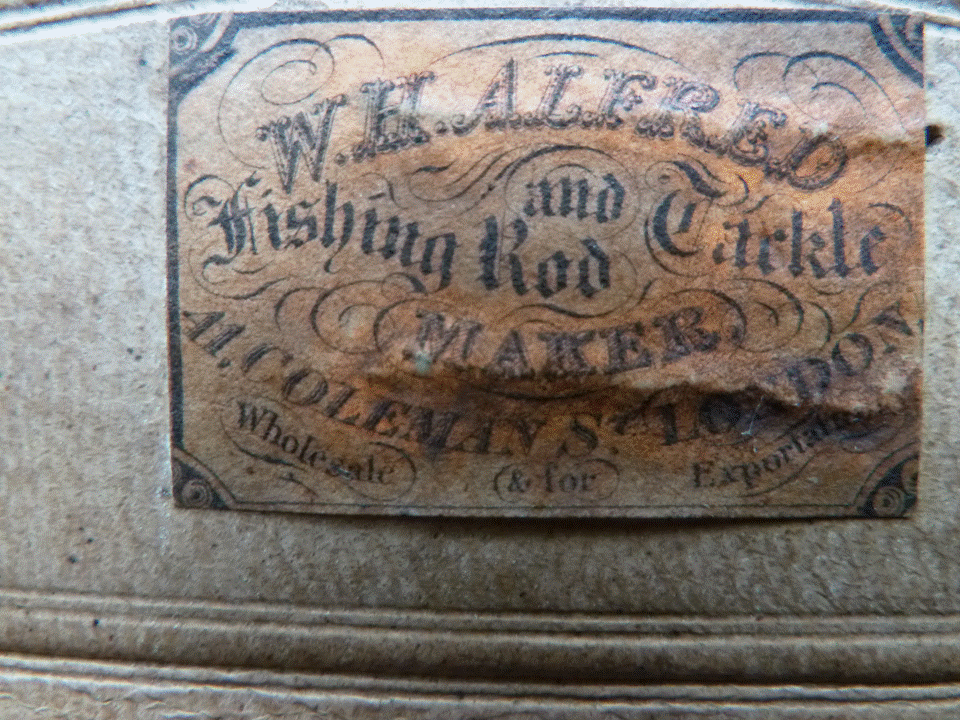 W. H. ALFRED
Fishing Rod and Tackle
MAKER
41, COLEMAN St LONDON.
Wholesale & for Exportation